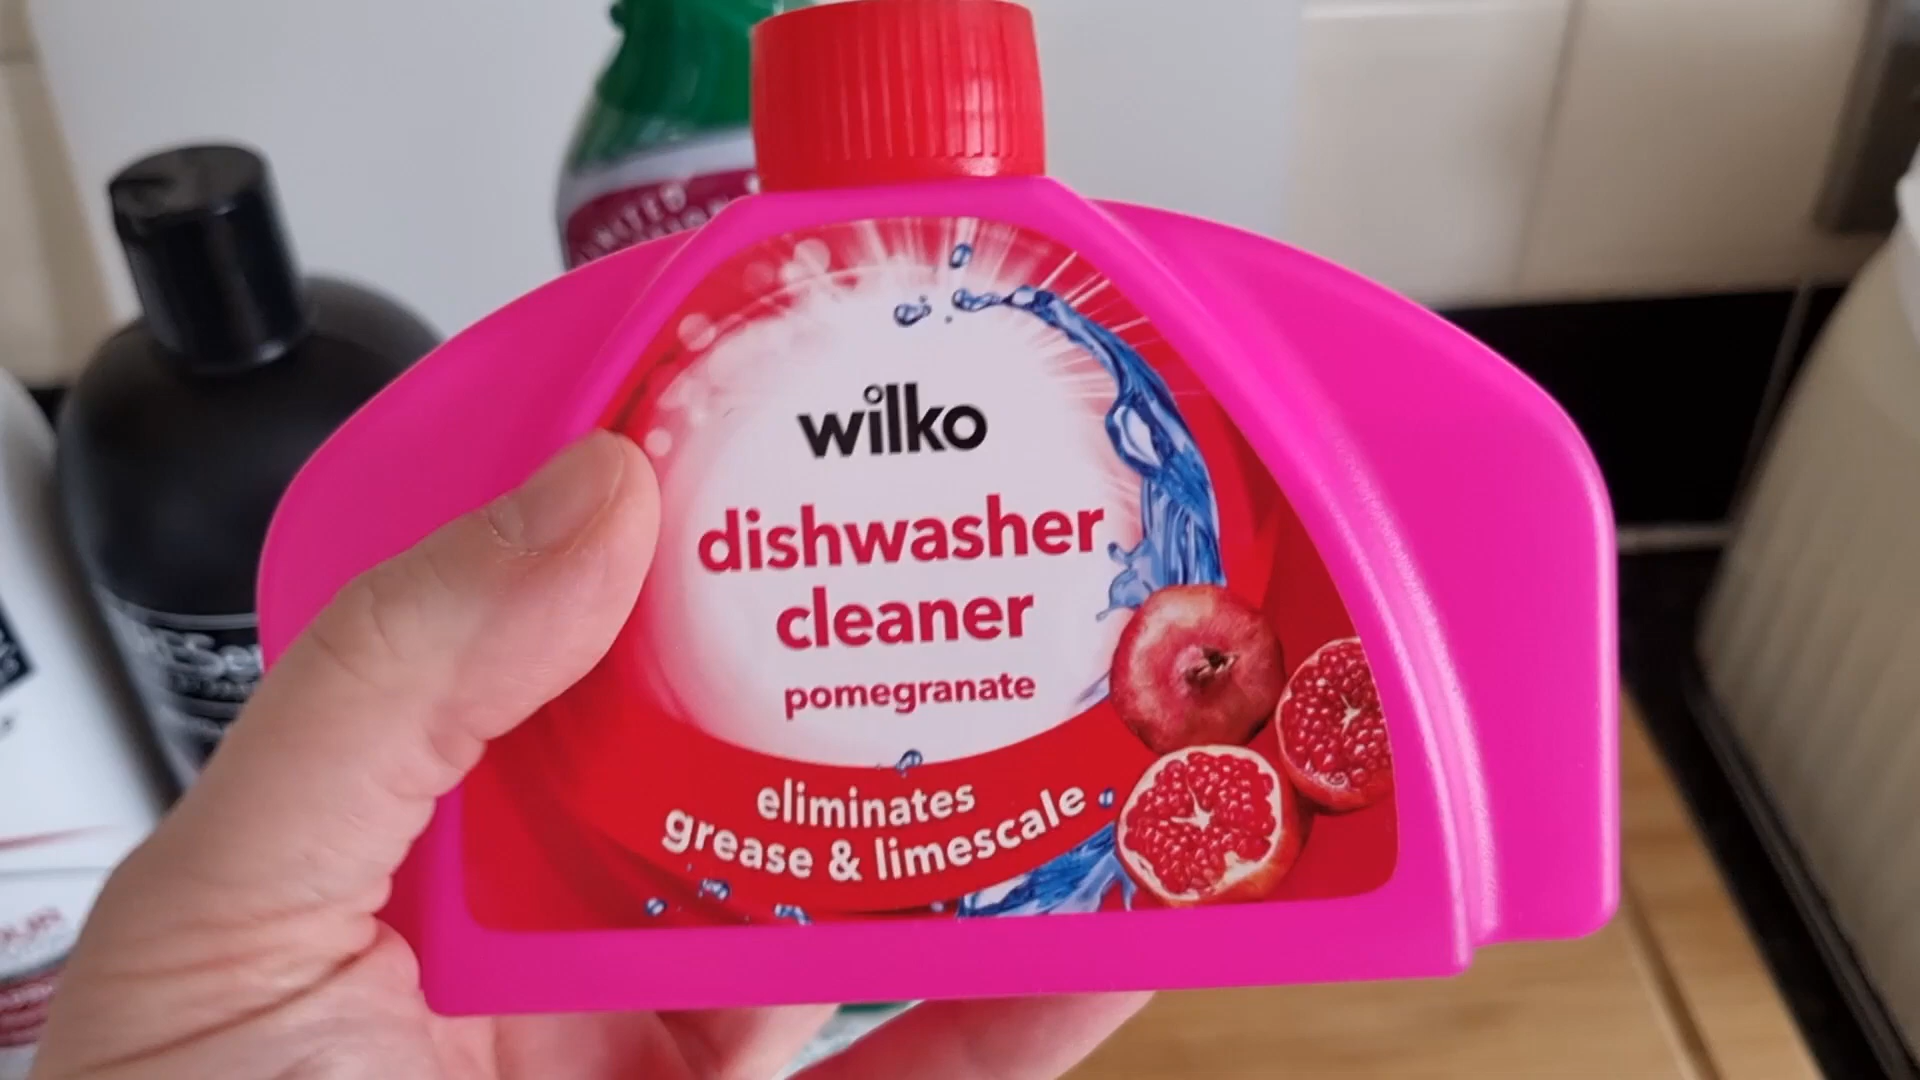 wilko
dishwasher
cleaner
pomegranate
eliminates
grease & limescale